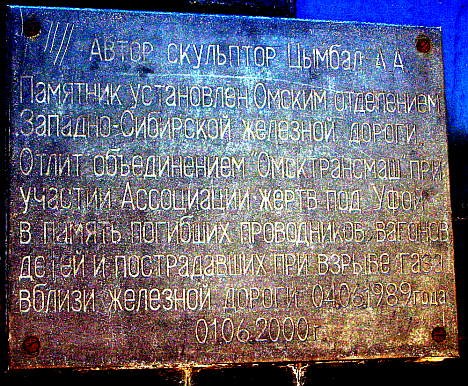 Автор скульптор Цымбал А А
Памятник установлен Омским отделением
Западно-Сибирской железной дороги
Отлит объединением Омсктрансмаш при
участии Ассоциации жертв под Уфой
в память погибших проводников вагонов
детей и пострадавших при взрыве газа
вблизи железной дороги 04.06.1989 года
01.06.2000 г